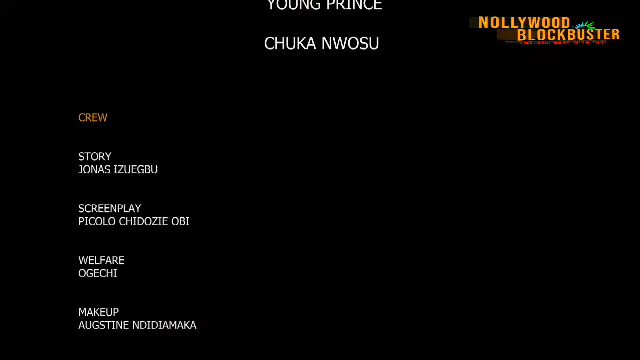 YOUNG PRINCE
NOLLYWOOD
BLOCKBUSTER
CHUKA NWOSU
CREW
STORY
JONAS IZUEGBU
SCREENPLAY
PICOLO CHIDOZIE OBI
WELFARE
OGECHI
MAKEUP
AUGSTINE NDIDIAMAKA